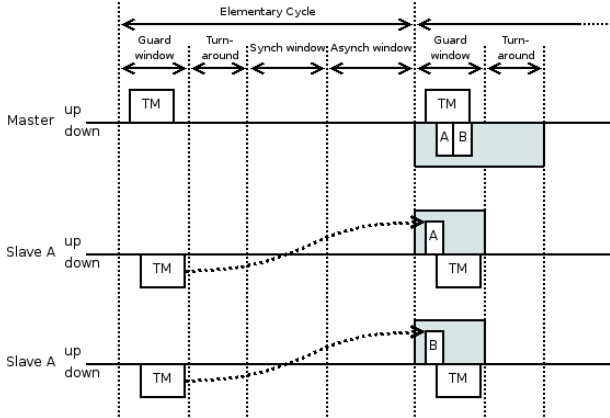 Elementary Cycle
Guard window
Turn-around
Synch window
Asynch window
Guard window
Turn-around
Master up down
TM
TM
A B
Slave A up down
A
TM
TM
Slave A up down
B
TM
TM